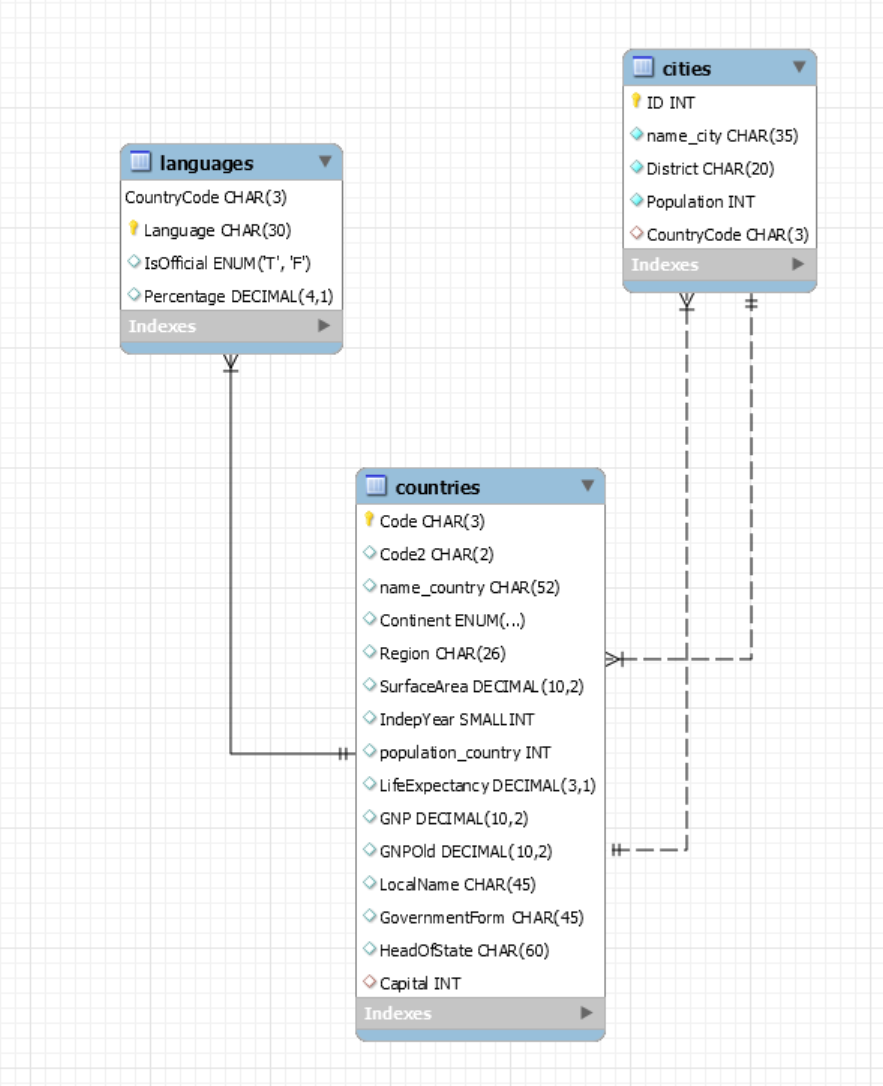 languages
CountryCode CHAR(3)
Language CHAR(30)
IsOfficial ENUM('T', 'F')
Percentage DECIMAL(4,1)
Indexes
cities
ID INT
name_city CHAR(35)
District CHAR(20)
Population INT
CountryCode CHAR(3)
Indexes
countries
Code CHAR(3)
Code2 CHAR(2)
name_country CHAR(52)
Continent ENUM(...)
Region CHAR(26)
SurfaceArea DECIMAL(10,2)
IndepYear SMALLINT
population_country INT
LifeExpectancy DECIMAL(3,1)
GNP DECIMAL(10,2)
GNPOld DECIMAL(10,2)
LocalName CHAR(45)
GovernmentForm CHAR(45)
HeadOfState CHAR(60)
Capital INT
Indexes